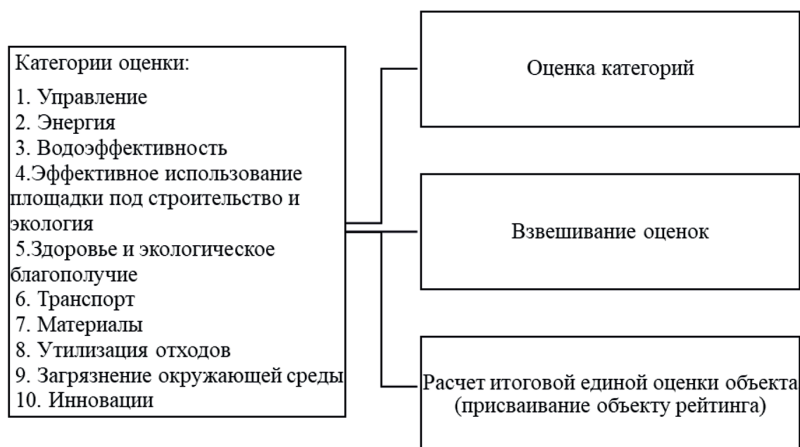 Категории оценки:
1. Управление
2. Энергия
3. Водоэффективность
4.Эффективное использование
площадки под строительство и
экология
5.Здоровье и экологическое
благополучие
6. Транспорт
7. Материалы
8. Утилизация отходов
9. Загрязнение окружающей среды
10. Инновации
Оценка категорий
Взвешивание оценок
Расчет итоговой единой оценки объекта
(присваивание объекту рейтинга)